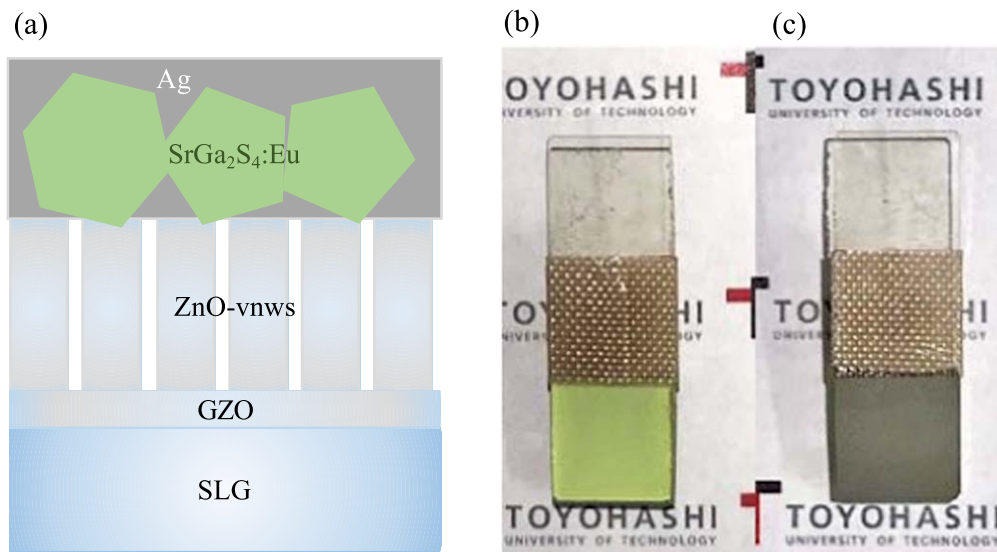 (a)
Ag
SrGa₂S₄:Eu
ZnO-vnws
GZO
SLG
(b)
OYOHASHI
UNIVERSITY OF TECHNOLOGY
TOYOHASHI
UNIVERSITY OF TECHNOLOGY
(c)
TOYOHASHI
UNIVERSITY OF TECHNOLOGY
TOYOHASHI
UNIVERSITY OF TECHNOLOGY